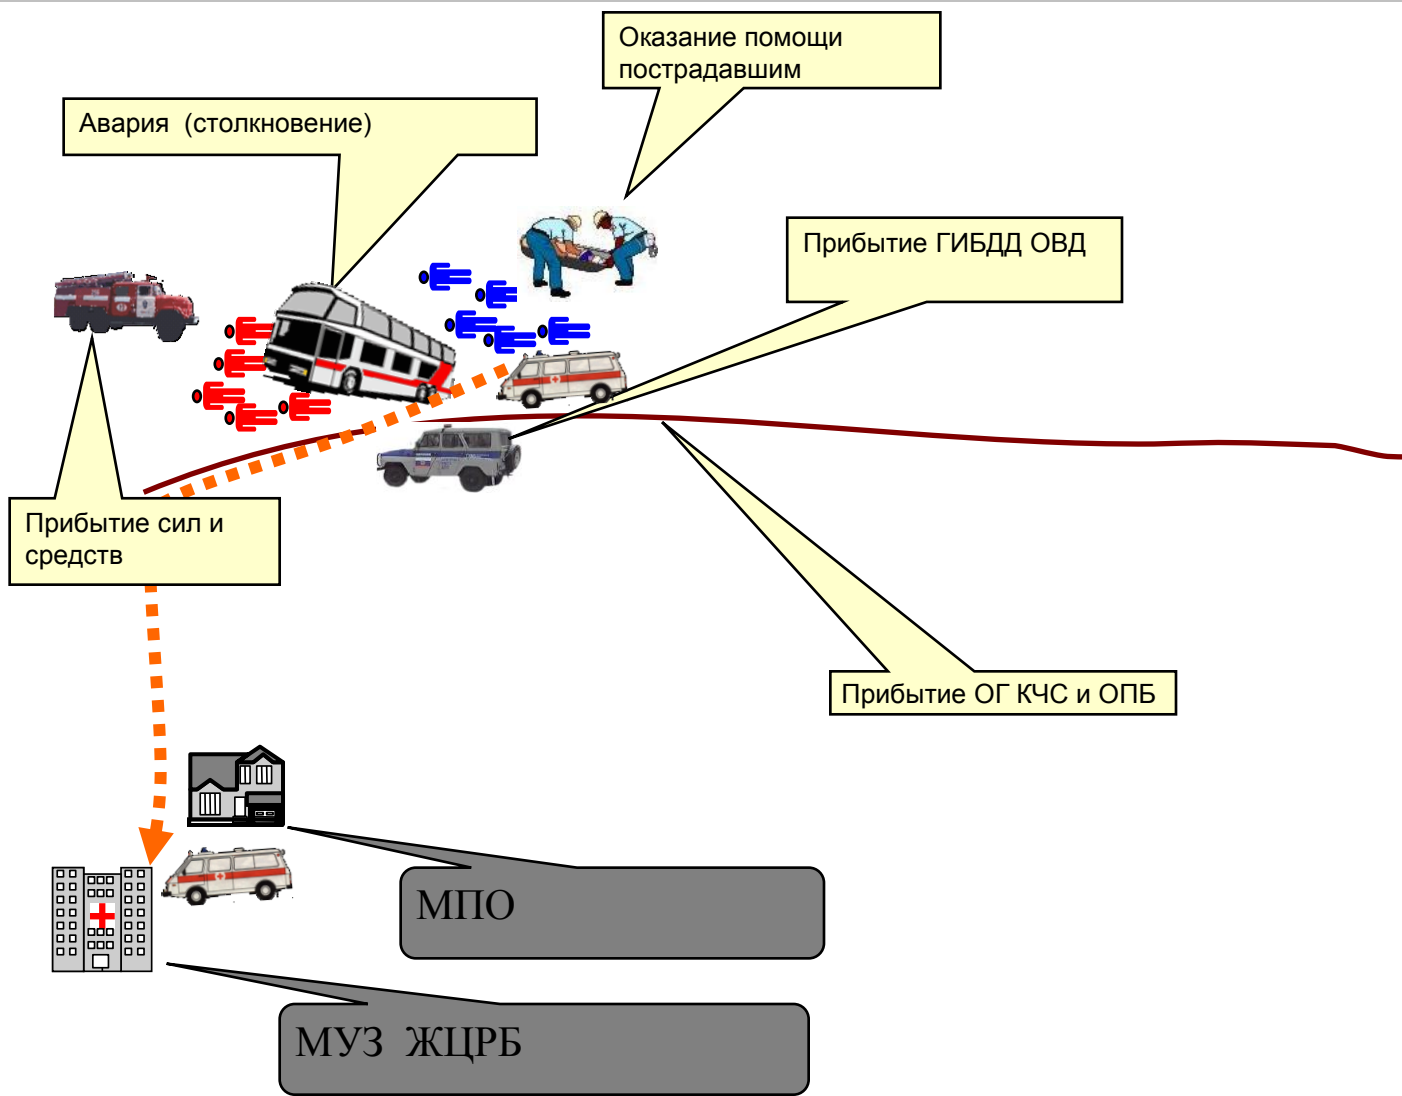 Оказание помощи
пострадавшим
Авария (столкновение)
Прибытие ГИБДД ОВД
Прибытие сил и
средств
Прибытие ОГ КЧС и ОПБ
МПО
МУЗ ЖЦРБ